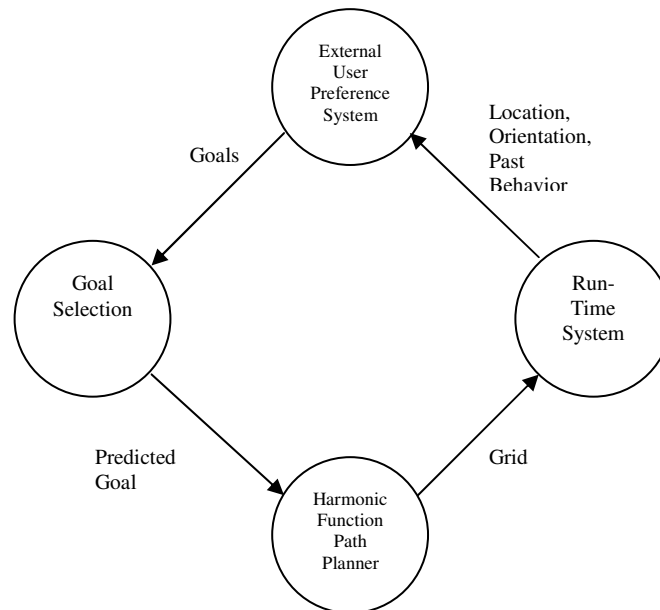 External
User
Preference
System
Location,
Orientation,
Past
Behavior
Goals
Goal
Selection
Run-
Time
System
Predicted
Goal
Grid
Harmonic
Function
Path
Planner